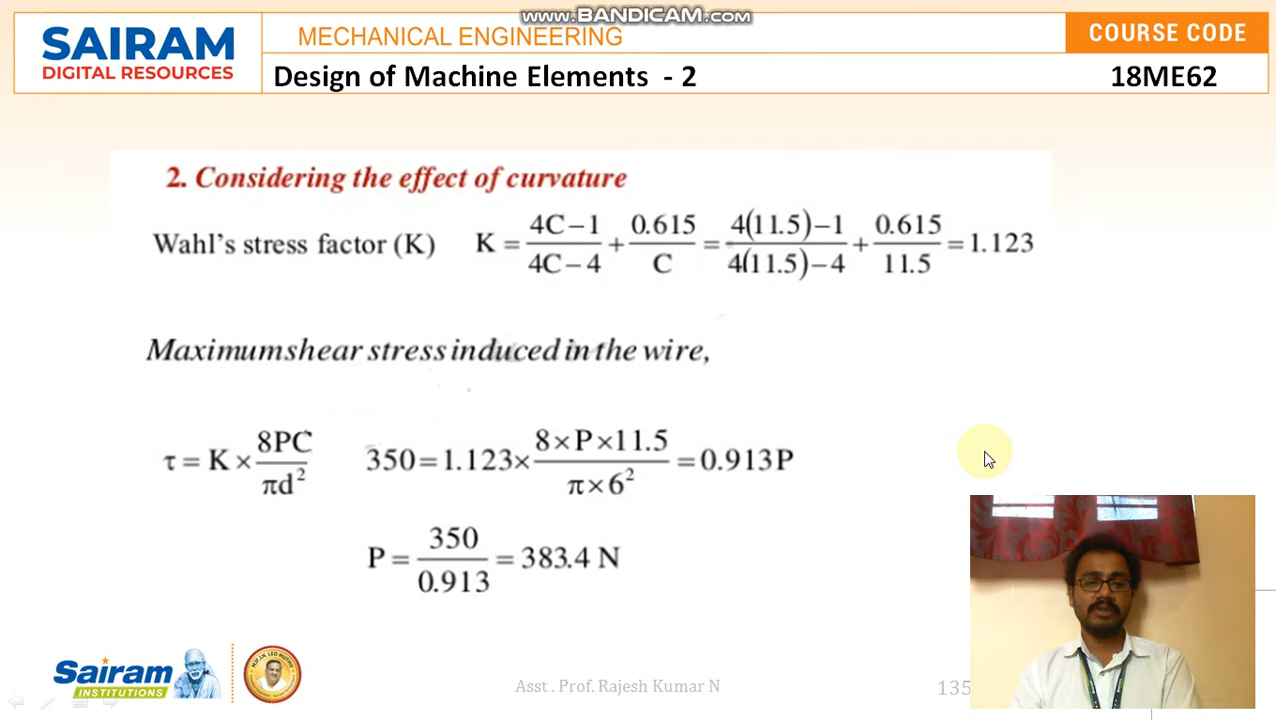 www.BANDICAM.com
SAIRAM
DIGITAL RESOURCES
MECHANICAL ENGINEERING
COURSE CODE
Design of Machine Elements - 2
18ME62
2. Considering the effect of curvature
Wahl's stress factor (K) K = (4C−1)/(4C−4) + 0.615/C = (4(11.5)−1)/(4(11.5)−4) + 0.615/11.5 = 1.123
Maximum shear stress induced in the wire,
τ = K × 8PC/πd² 350 = 1.123 × (8×P×11.5)/(π×6²) = 0.913P
P = 350/0.913 = 383.4 N
Sairam
INSTITUTIONS
Asst . Prof. Rajesh Kumar N
135